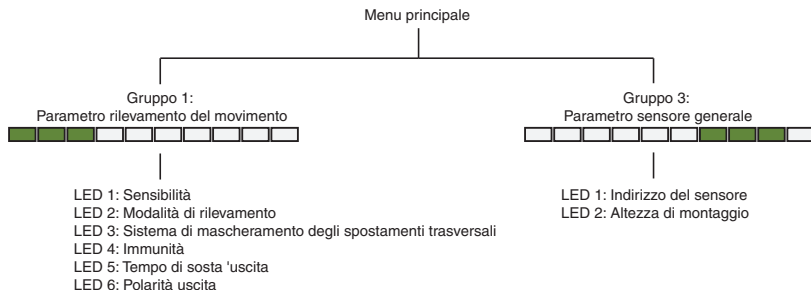 Menu principale
Gruppo 1:
Parametro rilevamento del movimento
Gruppo 3:
Parametro sensore generale
LED 1: Sensibilità
LED 2: Modalità di rilevamento
LED 3: Sistema di mascheramento degli spostamenti trasversali
LED 4: Immunità
LED 5: Tempo di sosta 'uscita
LED 6: Polarità uscita
LED 1: Indirizzo del sensore
LED 2: Altezza di montaggio